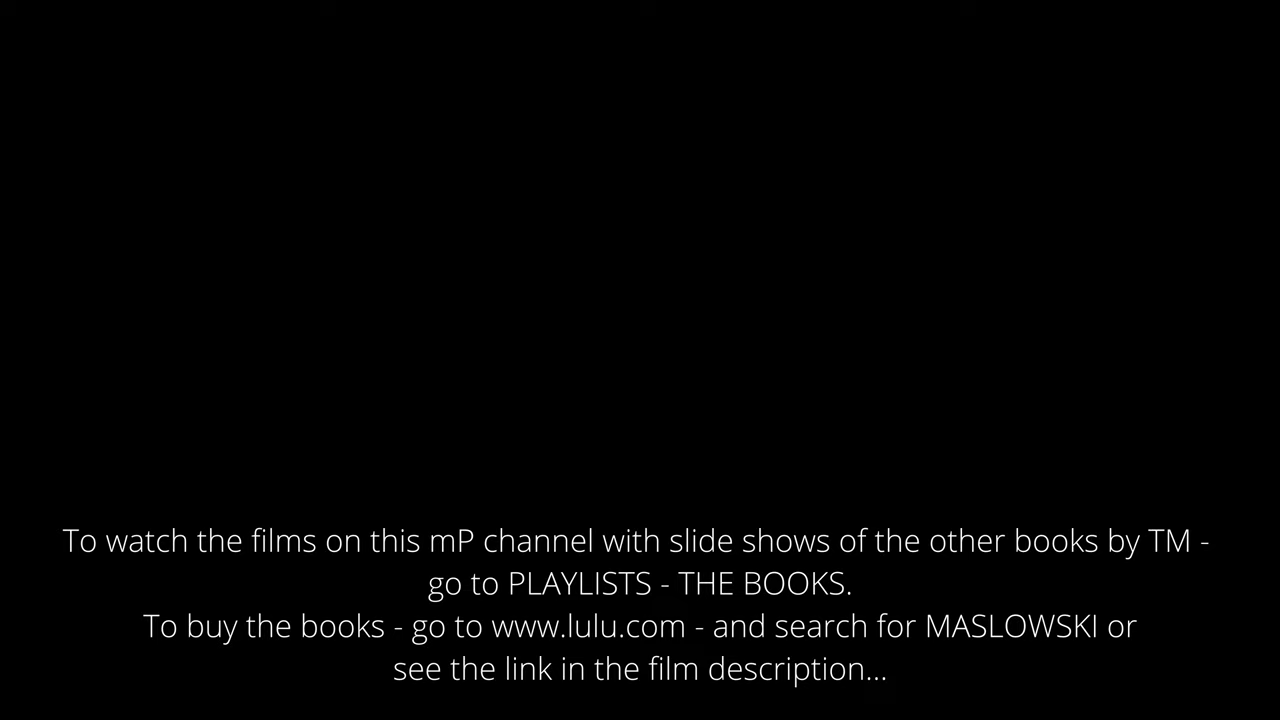 To watch the films on this mP channel with slide shows of the other books by TM -
go to PLAYLISTS - THE BOOKS.
To buy the books - go to www.lulu.com - and search for MASLOWSKI or
see the link in the film description...